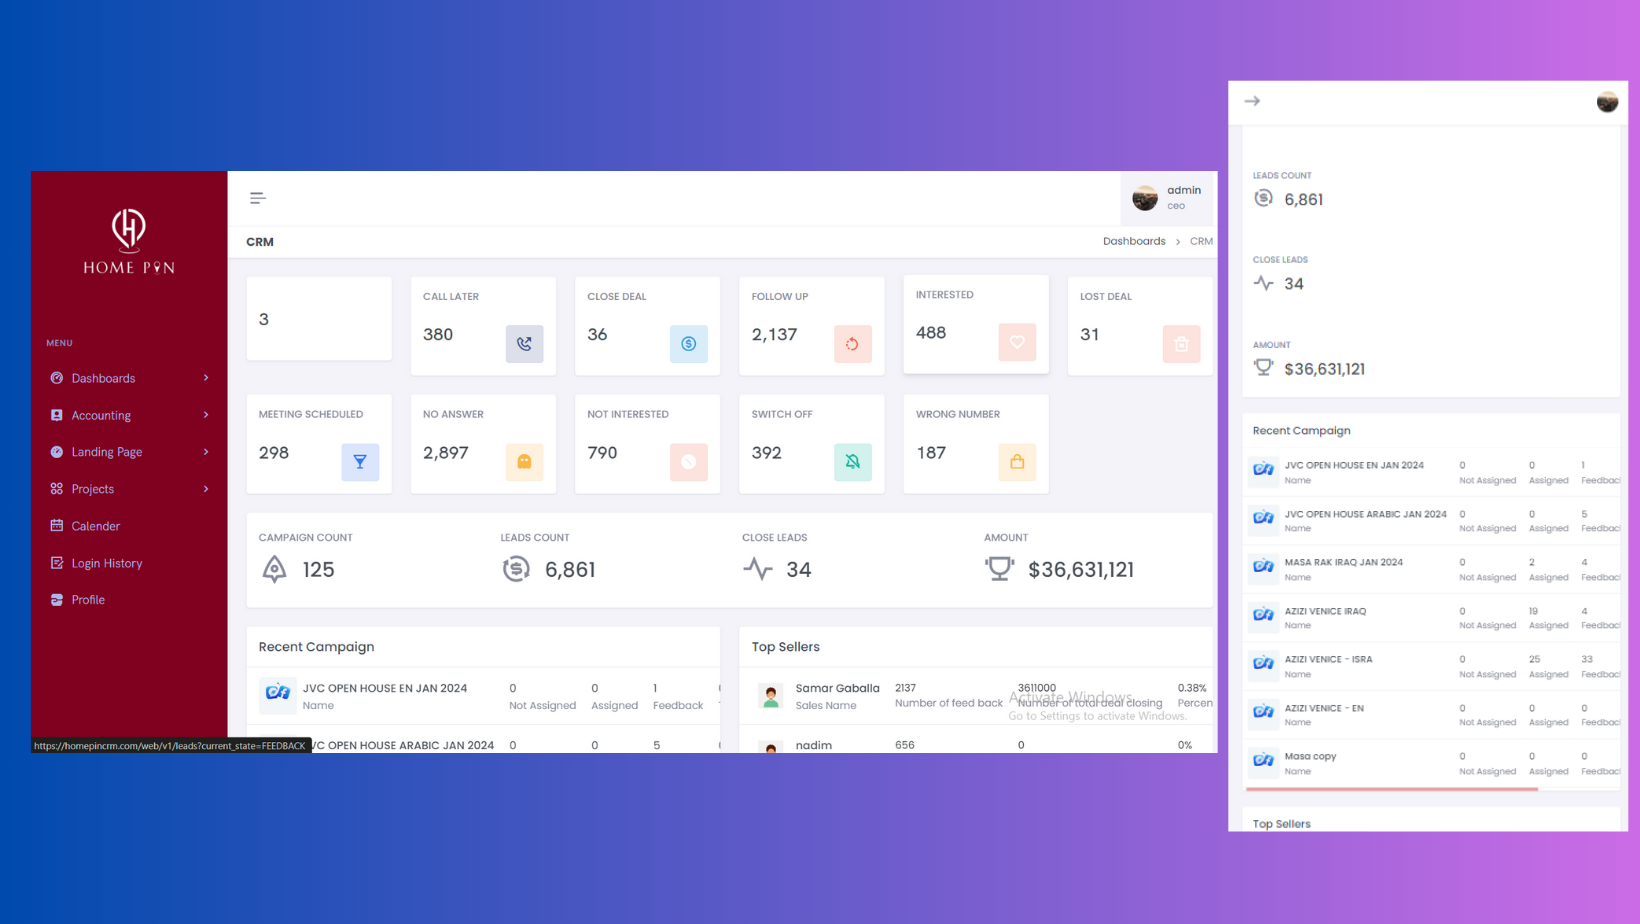 HOME PIN
MENU
Dashboards
Accounting
Landing Page
Projects
Calender
Login History
Profile
https://homepincrm.com/web/v1/leads?current_state=FEEDBACK
admin
ceo
CRM
Dashboards > CRM
3
CALL LATER
380
CLOSE DEAL
36
FOLLOW UP
2,137
INTERESTED
488
LOST DEAL
31
MEETING SCHEDULED
298
NO ANSWER
2,897
NOT INTERESTED
790
SWITCH OFF
392
WRONG NUMBER
187
CAMPAIGN COUNT
125
LEADS COUNT
6,861
CLOSE LEADS
34
AMOUNT
$36,631,121
Recent Campaign
JVC OPEN HOUSE EN JAN 2024 0 0 1
Name Not Assigned Assigned Feedback
VC OPEN HOUSE ARABIC JAN 2024 0 0 5
Top Sellers
Samar Gaballa 2137 3611000 0.38%
Sales Name Number of feed back Number of total deal closing Percen
nadim 656 0 0%
Activate Windows
Go to Settings to activate Windows.
LEADS COUNT
6,861
CLOSE LEADS
34
AMOUNT
$36,631,121
Recent Campaign
JVC OPEN HOUSE EN JAN 2024 0 0 1
Name Not Assigned Assigned Feedbac
JVC OPEN HOUSE ARABIC JAN 2024 0 0 5
Name Not Assigned Assigned Feedbac
MASA RAK IRAQ JAN 2024 0 2 4
Name Not Assigned Assigned Feedbac
AZIZI VENICE IRAQ 0 19 4
Name Not Assigned Assigned Feedbac
AZIZI VENICE - ISRA 0 25 33
Name Not Assigned Assigned Feedbac
AZIZI VENICE - EN 0 0 0
Name Not Assigned Assigned Feedbac
Masa copy 0 0 0
Name Not Assigned Assigned Feedbac
Top Sellers